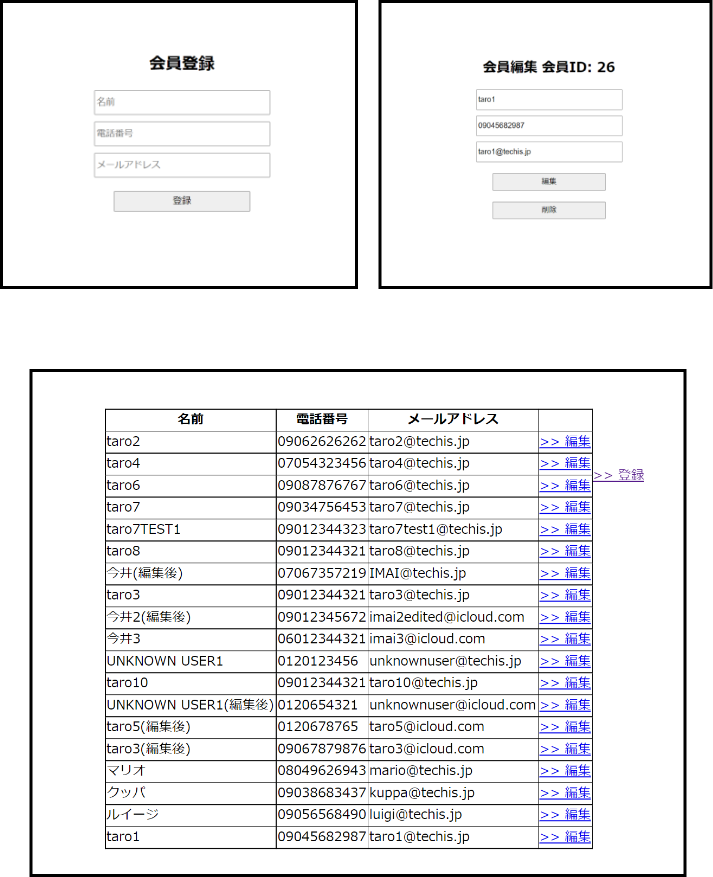 会員登録
名前
電話番号
メールアドレス
登録
会員編集 会員ID: 26
taro1
09045682987
taro1@techis.jp
編集
削除
名前 電話番号 メールアドレス
taro2 09062626262 taro2@techis.jp >> 編集
taro4 07054323456 taro4@techis.jp >> 編集
taro6 09087876767 taro6@techis.jp >> 編集
>> 登録
taro7 09034756453 taro7@techis.jp >> 編集
taro7TEST1 09012344323 taro7test1@techis.jp >> 編集
taro8 09012344321 taro8@techis.jp >> 編集
今井(編集後) 07067357219 IMAI@techis.jp >> 編集
taro3 09012344321 taro3@techis.jp >> 編集
今井2(編集後) 09012345672 imai2edited@icloud.com >> 編集
今井3 06012344321 imai3@icloud.com >> 編集
UNKNOWN USER1 0120123456 unknownuser@techis.jp >> 編集
taro10 09012344321 taro10@techis.jp >> 編集
UNKNOWN USER1(編集後) 0120654321 unknownuser@icloud.com >> 編集
taro5(編集後) 0120678765 taro5@icloud.com >> 編集
taro3(編集後) 09067879876 taro3@icloud.com >> 編集
マリオ 08049626943 mario@techis.jp >> 編集
クッパ 09038683437 kuppa@techis.jp >> 編集
ルイージ 09056568490 luigi@techis.jp >> 編集
taro1 09045682987 taro1@techis.jp >> 編集